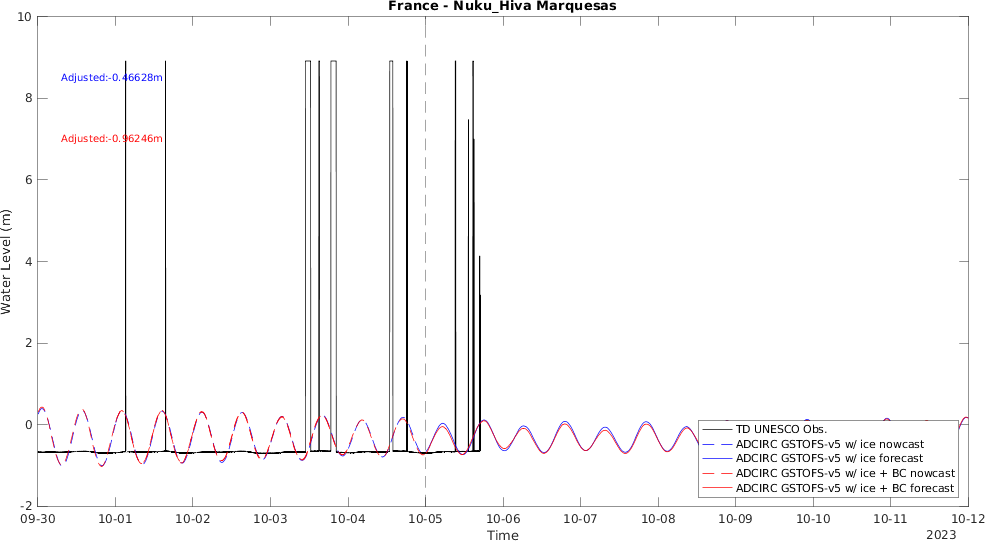 France - Nuku_Hiva Marquesas
10
8
6
4
2
0
-2
Water Level (m)
Adjusted:-0.46628m
Adjusted:-0.96246m
TD UNESCO Obs.
ADCIRC GSTOFS-v5 w/ ice nowcast
ADCIRC GSTOFS-v5 w/ ice forecast
ADCIRC GSTOFS-v5 w/ ice + BC nowcast
ADCIRC GSTOFS-v5 w/ ice + BC forecast
09-30 10-01 10-02 10-03 10-04 10-05 10-06 10-07 10-08 10-09 10-10 10-11 10-12
Time
2023